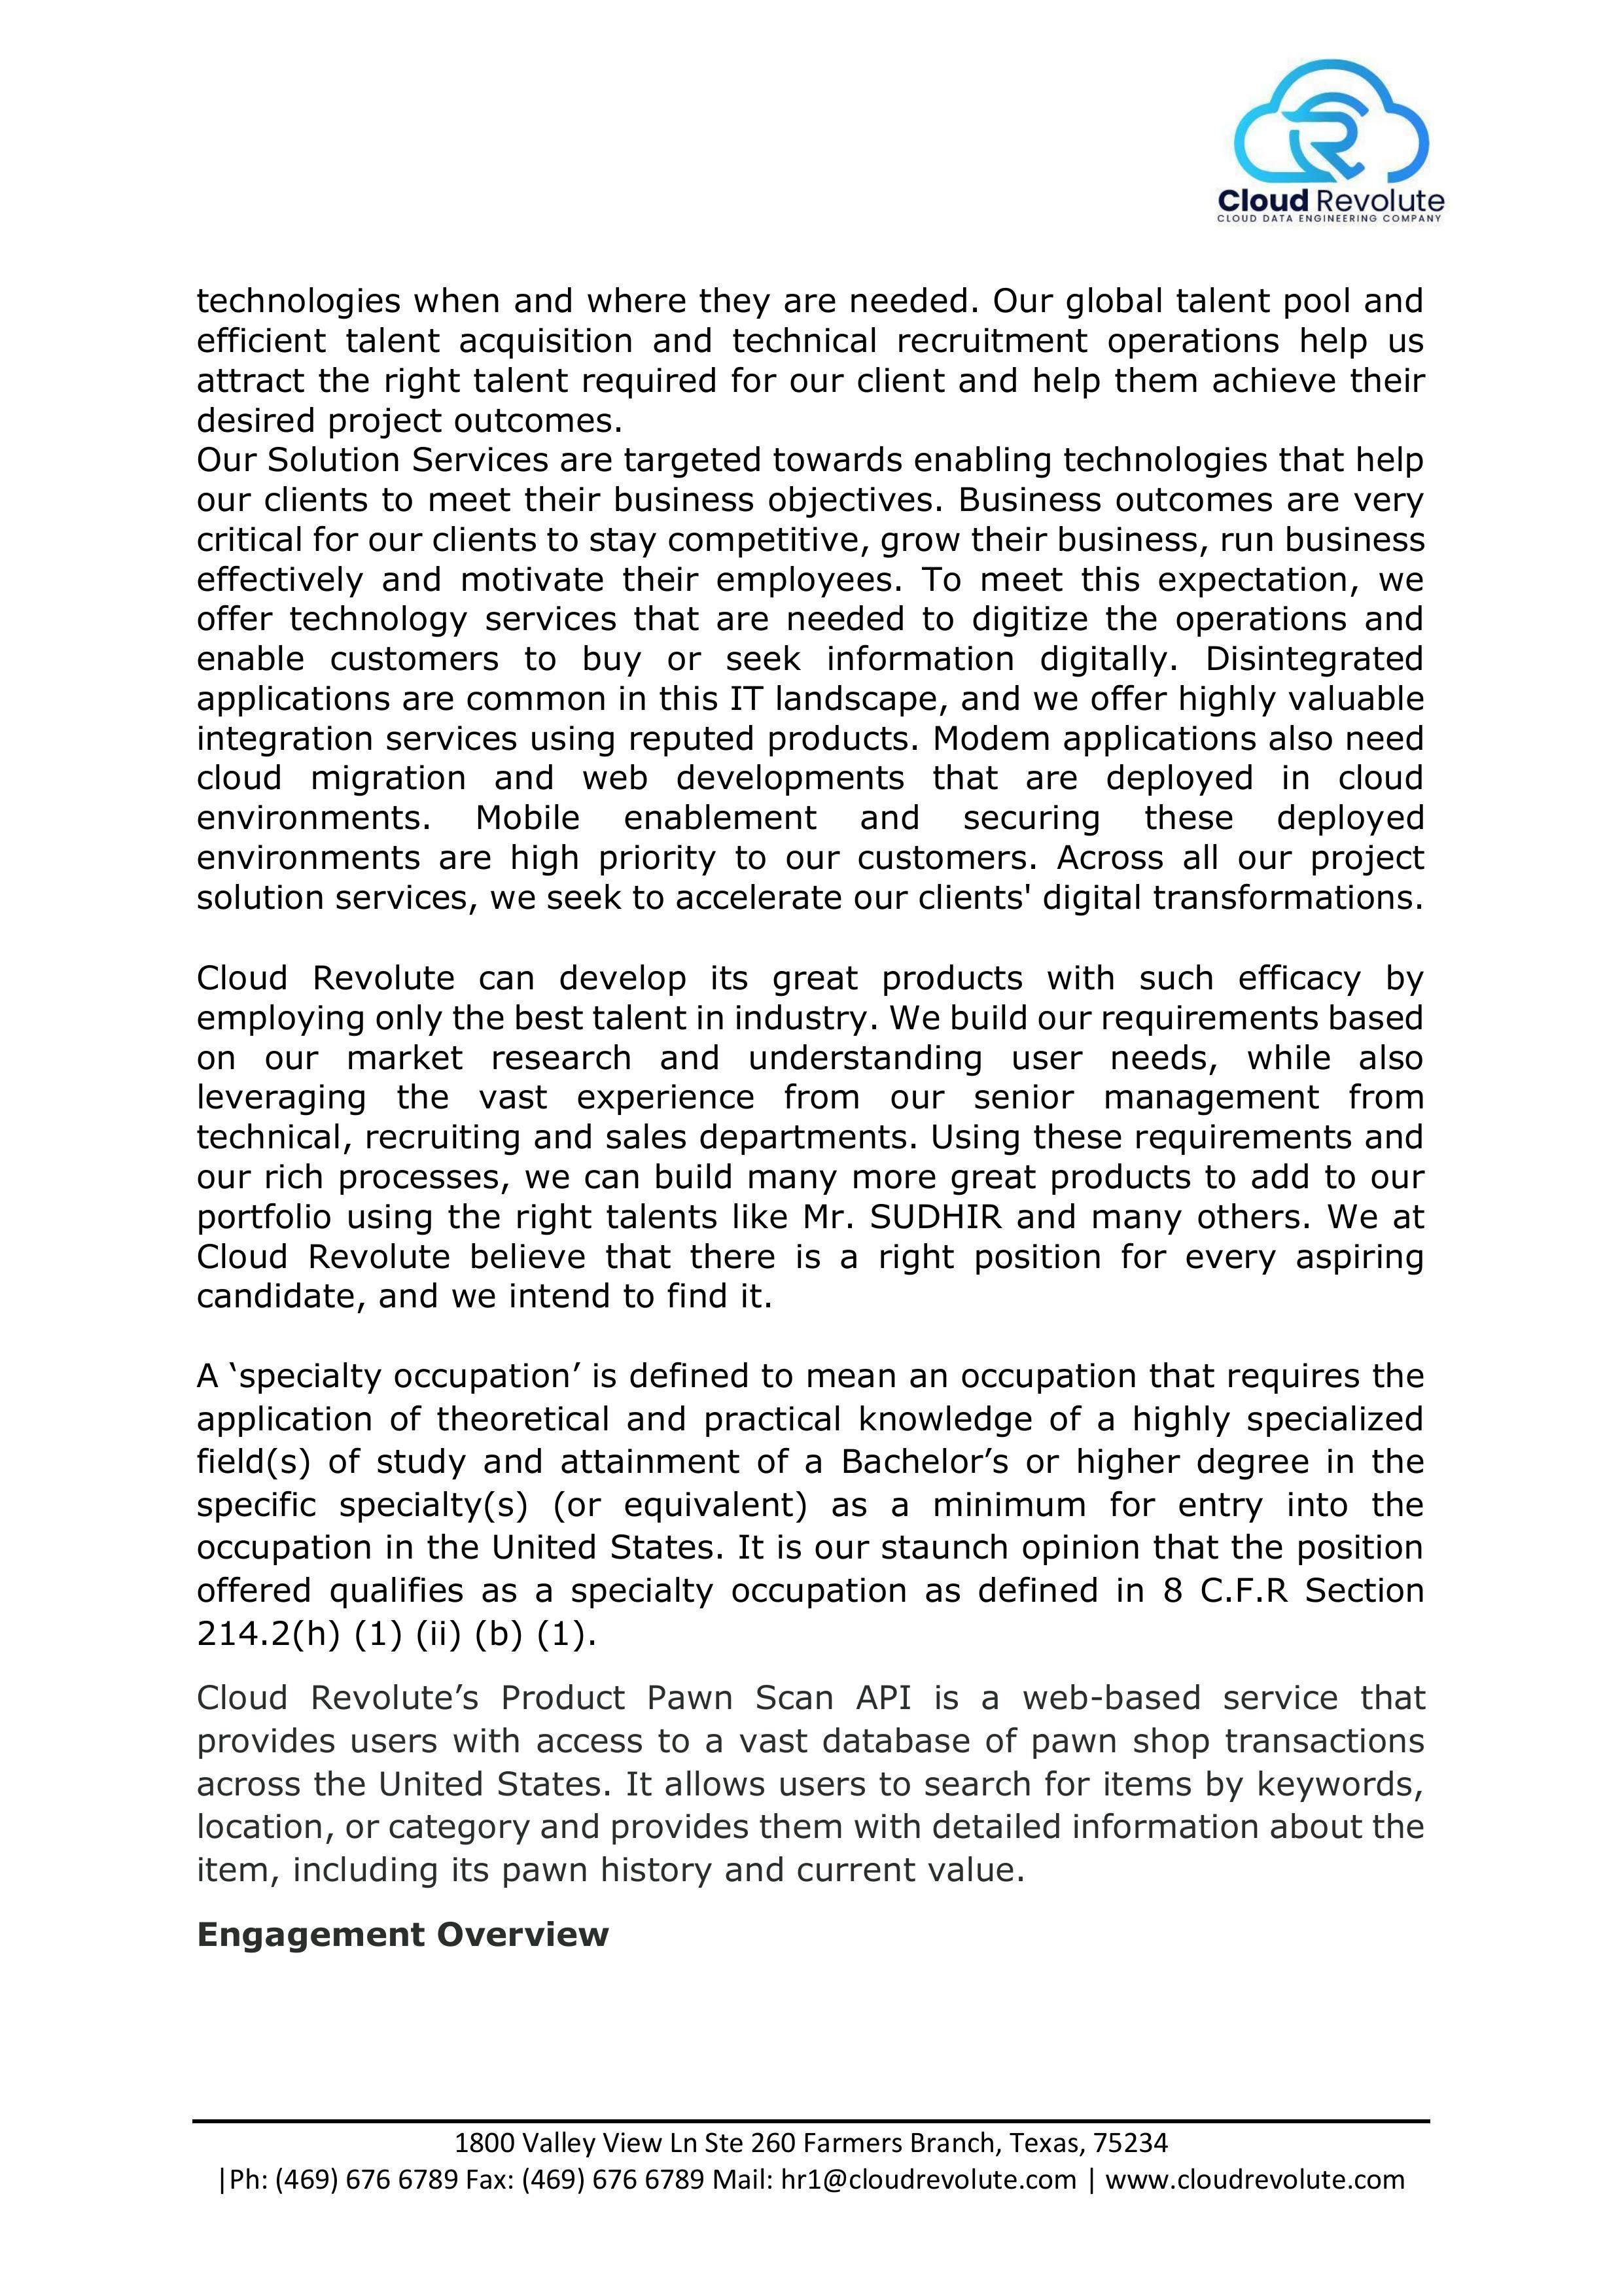 Cloud Revolute
CLOUD DATA ENGINEERING COMPANY
technologies when and where they are needed. Our global talent pool and
efficient talent acquisition and technical recruitment operations help us
attract the right talent required for our client and help them achieve their
desired project outcomes.
Our Solution Services are targeted towards enabling technologies that help
our clients to meet their business objectives. Business outcomes are very
critical for our clients to stay competitive, grow their business, run business
effectively and motivate their employees. To meet this expectation, we
offer technology services that are needed to digitize the operations and
enable customers to buy or seek information digitally. Disintegrated
applications are common in this IT landscape, and we offer highly valuable
integration services using reputed products. Modem applications also need
cloud migration and web developments that are deployed in cloud
environments. Mobile enablement and securing these deployed
environments are high priority to our customers. Across all our project
solution services, we seek to accelerate our clients' digital transformations.
Cloud Revolute can develop its great products with such efficacy by
employing only the best talent in industry. We build our requirements based
on our market research and understanding user needs, while also
leveraging the vast experience from our senior management from
technical, recruiting and sales departments. Using these requirements and
our rich processes, we can build many more great products to add to our
portfolio using the right talents like Mr. SUDHIR and many others. We at
Cloud Revolute believe that there is a right position for every aspiring
candidate, and we intend to find it.
A ‘specialty occupation’ is defined to mean an occupation that requires the
application of theoretical and practical knowledge of a highly specialized
field(s) of study and attainment of a Bachelor’s or higher degree in the
specific specialty(s) (or equivalent) as a minimum for entry into the
occupation in the United States. It is our staunch opinion that the position
offered qualifies as a specialty occupation as defined in 8 C.F.R Section
214.2(h) (1) (ii) (b) (1).
Cloud Revolute’s Product Pawn Scan API is a web-based service that
provides users with access to a vast database of pawn shop transactions
across the United States. It allows users to search for items by keywords,
location, or category and provides them with detailed information about the
item, including its pawn history and current value.
Engagement Overview
1800 Valley View Ln Ste 260 Farmers Branch, Texas, 75234
|Ph: (469) 676 6789 Fax: (469) 676 6789 Mail: hr1@cloudrevolute.com | www.cloudrevolute.com